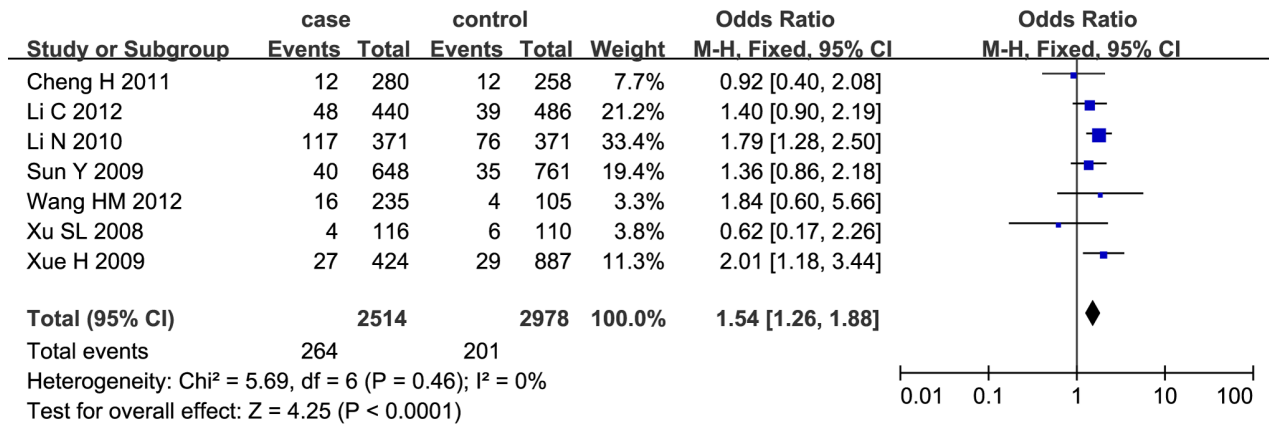 case control Odds Ratio Odds Ratio
Study or Subgroup Events Total Events Total Weight M-H, Fixed, 95% CI M-H, Fixed, 95% CI
Cheng H 2011 12 280 12 258 7.7% 0.92 [0.40, 2.08]
Li C 2012 48 440 39 486 21.2% 1.40 [0.90, 2.19]
Li N 2010 117 371 76 371 33.4% 1.79 [1.28, 2.50]
Sun Y 2009 40 648 35 761 19.4% 1.36 [0.86, 2.18]
Wang HM 2012 16 235 4 105 3.3% 1.84 [0.60, 5.66]
Xu SL 2008 4 116 6 110 3.8% 0.62 [0.17, 2.26]
Xue H 2009 27 424 29 887 11.3% 2.01 [1.18, 3.44]
Total (95% CI) 2514 2978 100.0% 1.54 [1.26, 1.88]
Total events 264 201
Heterogeneity: Chi² = 5.69, df = 6 (P = 0.46); I² = 0%
Test for overall effect: Z = 4.25 (P < 0.0001)
0.01 0.1 1 10 100